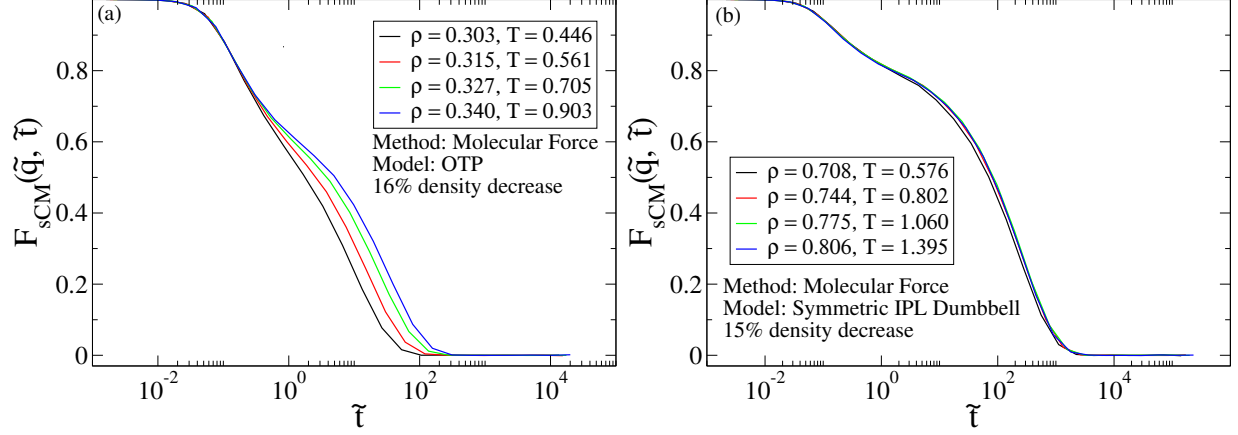 (a)
ρ = 0.303, T = 0.446
ρ = 0.315, T = 0.561
ρ = 0.327, T = 0.705
ρ = 0.340, T = 0.903
Method: Molecular Force
Model: OTP
16% density decrease
0.8
0.6
0.4
0.2
0
F_sCM(q̃, t̃)
10^-2
10^0
10^2
10^4
t̃
(b)
ρ = 0.708, T = 0.576
ρ = 0.744, T = 0.802
ρ = 0.775, T = 1.060
ρ = 0.806, T = 1.395
Method: Molecular Force
Model: Symmetric IPL Dumbbell
15% density decrease
0.8
0.6
0.4
0.2
0
F_sCM(q̃, t̃)
10^-2
10^0
10^2
10^4
t̃